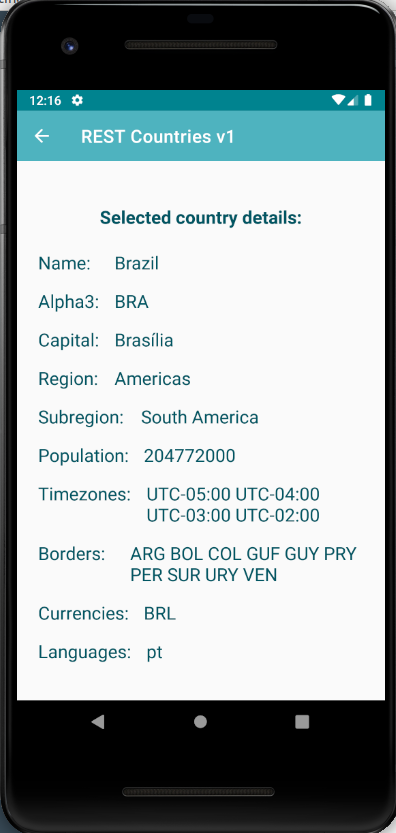 12:16
REST Countries v1
Selected country details:
Name: Brazil
Alpha3: BRA
Capital: Brasília
Region: Americas
Subregion: South America
Population: 204772000
Timezones: UTC-05:00 UTC-04:00
UTC-03:00 UTC-02:00
Borders: ARG BOL COL GUF GUY PRY
PER SUR URY VEN
Currencies: BRL
Languages: pt